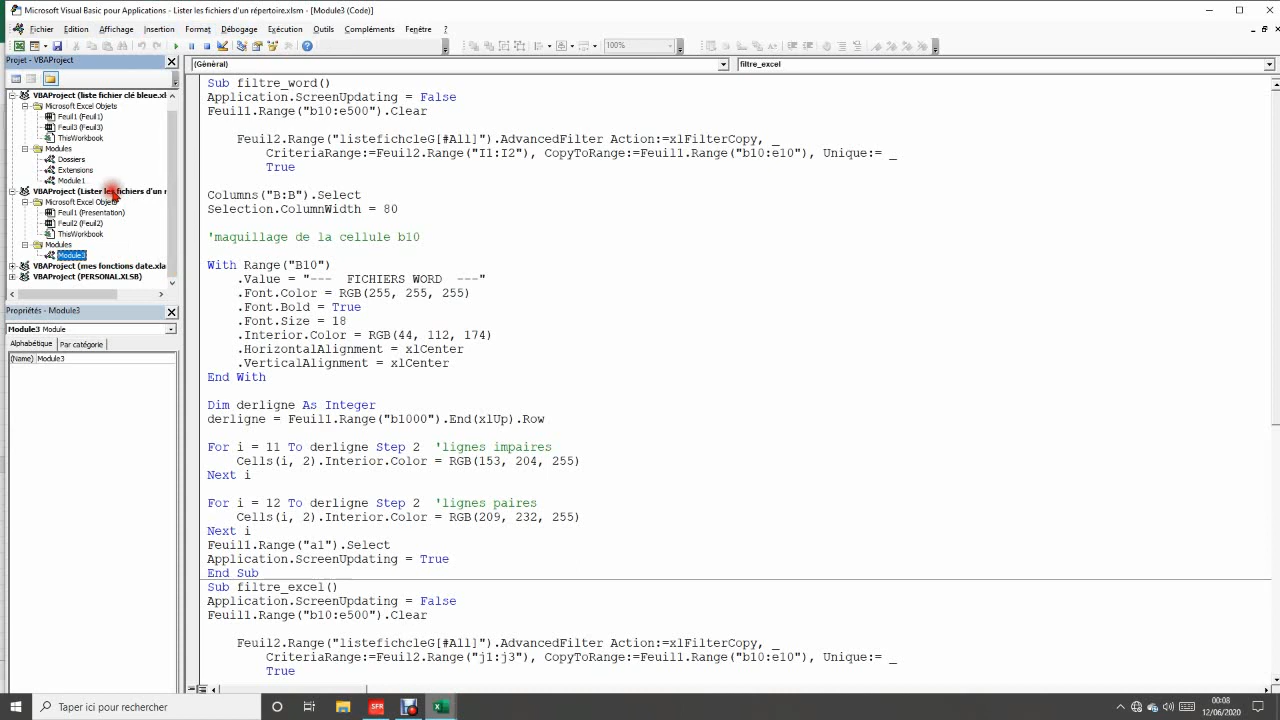 Microsoft Visual Basic pour Applications - Lister les fichiers d'un répertoire.xlsm - [Module3 (Code)]
Fichier Edition Affichage Insertion Format Débogage Exécution Outils Compléments Fenêtre ?
100%
Projet - VBAProject
VBAProject (liste fichier clé bleue.xl
Microsoft Excel Objets
Feuil1 (Feuil1)
Feuil3 (Feuil3)
ThisWorkbook
Modules
Dossiers
Extensions
Module1
VBAProject (Lister les fichiers d'un r
Microsoft Excel Objets
Feuil1 (Presentation)
Feuil2 (Feuil2)
ThisWorkbook
Modules
Module3
VBAProject (mes fonctions date.xla
VBAProject (PERSONAL.XLSB)
Propriétés - Module3
Module3 Module
Alphabétique Par catégorie
(Name) Module3
(Général) filtre_excel
Sub filtre_word()
Application.ScreenUpdating = False
Feuil1.Range("b10:e500").Clear
Feuil2.Range("listefichcleG[#All]").AdvancedFilter Action:=xlFilterCopy, _
CriteriaRange:=Feuil2.Range("I1:I2"), CopyToRange:=Feuil1.Range("b10:e10"), Unique:= _
True
Columns("B:B").Select
Selection.ColumnWidth = 80
'maquillage de la cellule b10
With Range("B10")
.Value = "---  FICHIERS WORD  ---"
.Font.Color = RGB(255, 255, 255)
.Font.Bold = True
.Font.Size = 18
.Interior.Color = RGB(44, 112, 174)
.HorizontalAlignment = xlCenter
.VerticalAlignment = xlCenter
End With
Dim derligne As Integer
derligne = Feuil1.Range("b1000").End(xlUp).Row
For i = 11 To derligne Step 2  'lignes impaires
Cells(i, 2).Interior.Color = RGB(153, 204, 255)
Next i
For i = 12 To derligne Step 2  'lignes paires
Cells(i, 2).Interior.Color = RGB(209, 232, 255)
Next i
Feuil1.Range("a1").Select
Application.ScreenUpdating = True
End Sub
Sub filtre_excel()
Application.ScreenUpdating = False
Feuil1.Range("b10:e500").Clear
Feuil2.Range("listefichcleG[#All]").AdvancedFilter Action:=xlFilterCopy, _
CriteriaRange:=Feuil2.Range("j1:j3"), CopyToRange:=Feuil1.Range("b10:e10"), Unique:= _
True
Taper ici pour rechercher
SFR
00:08
12/06/2020